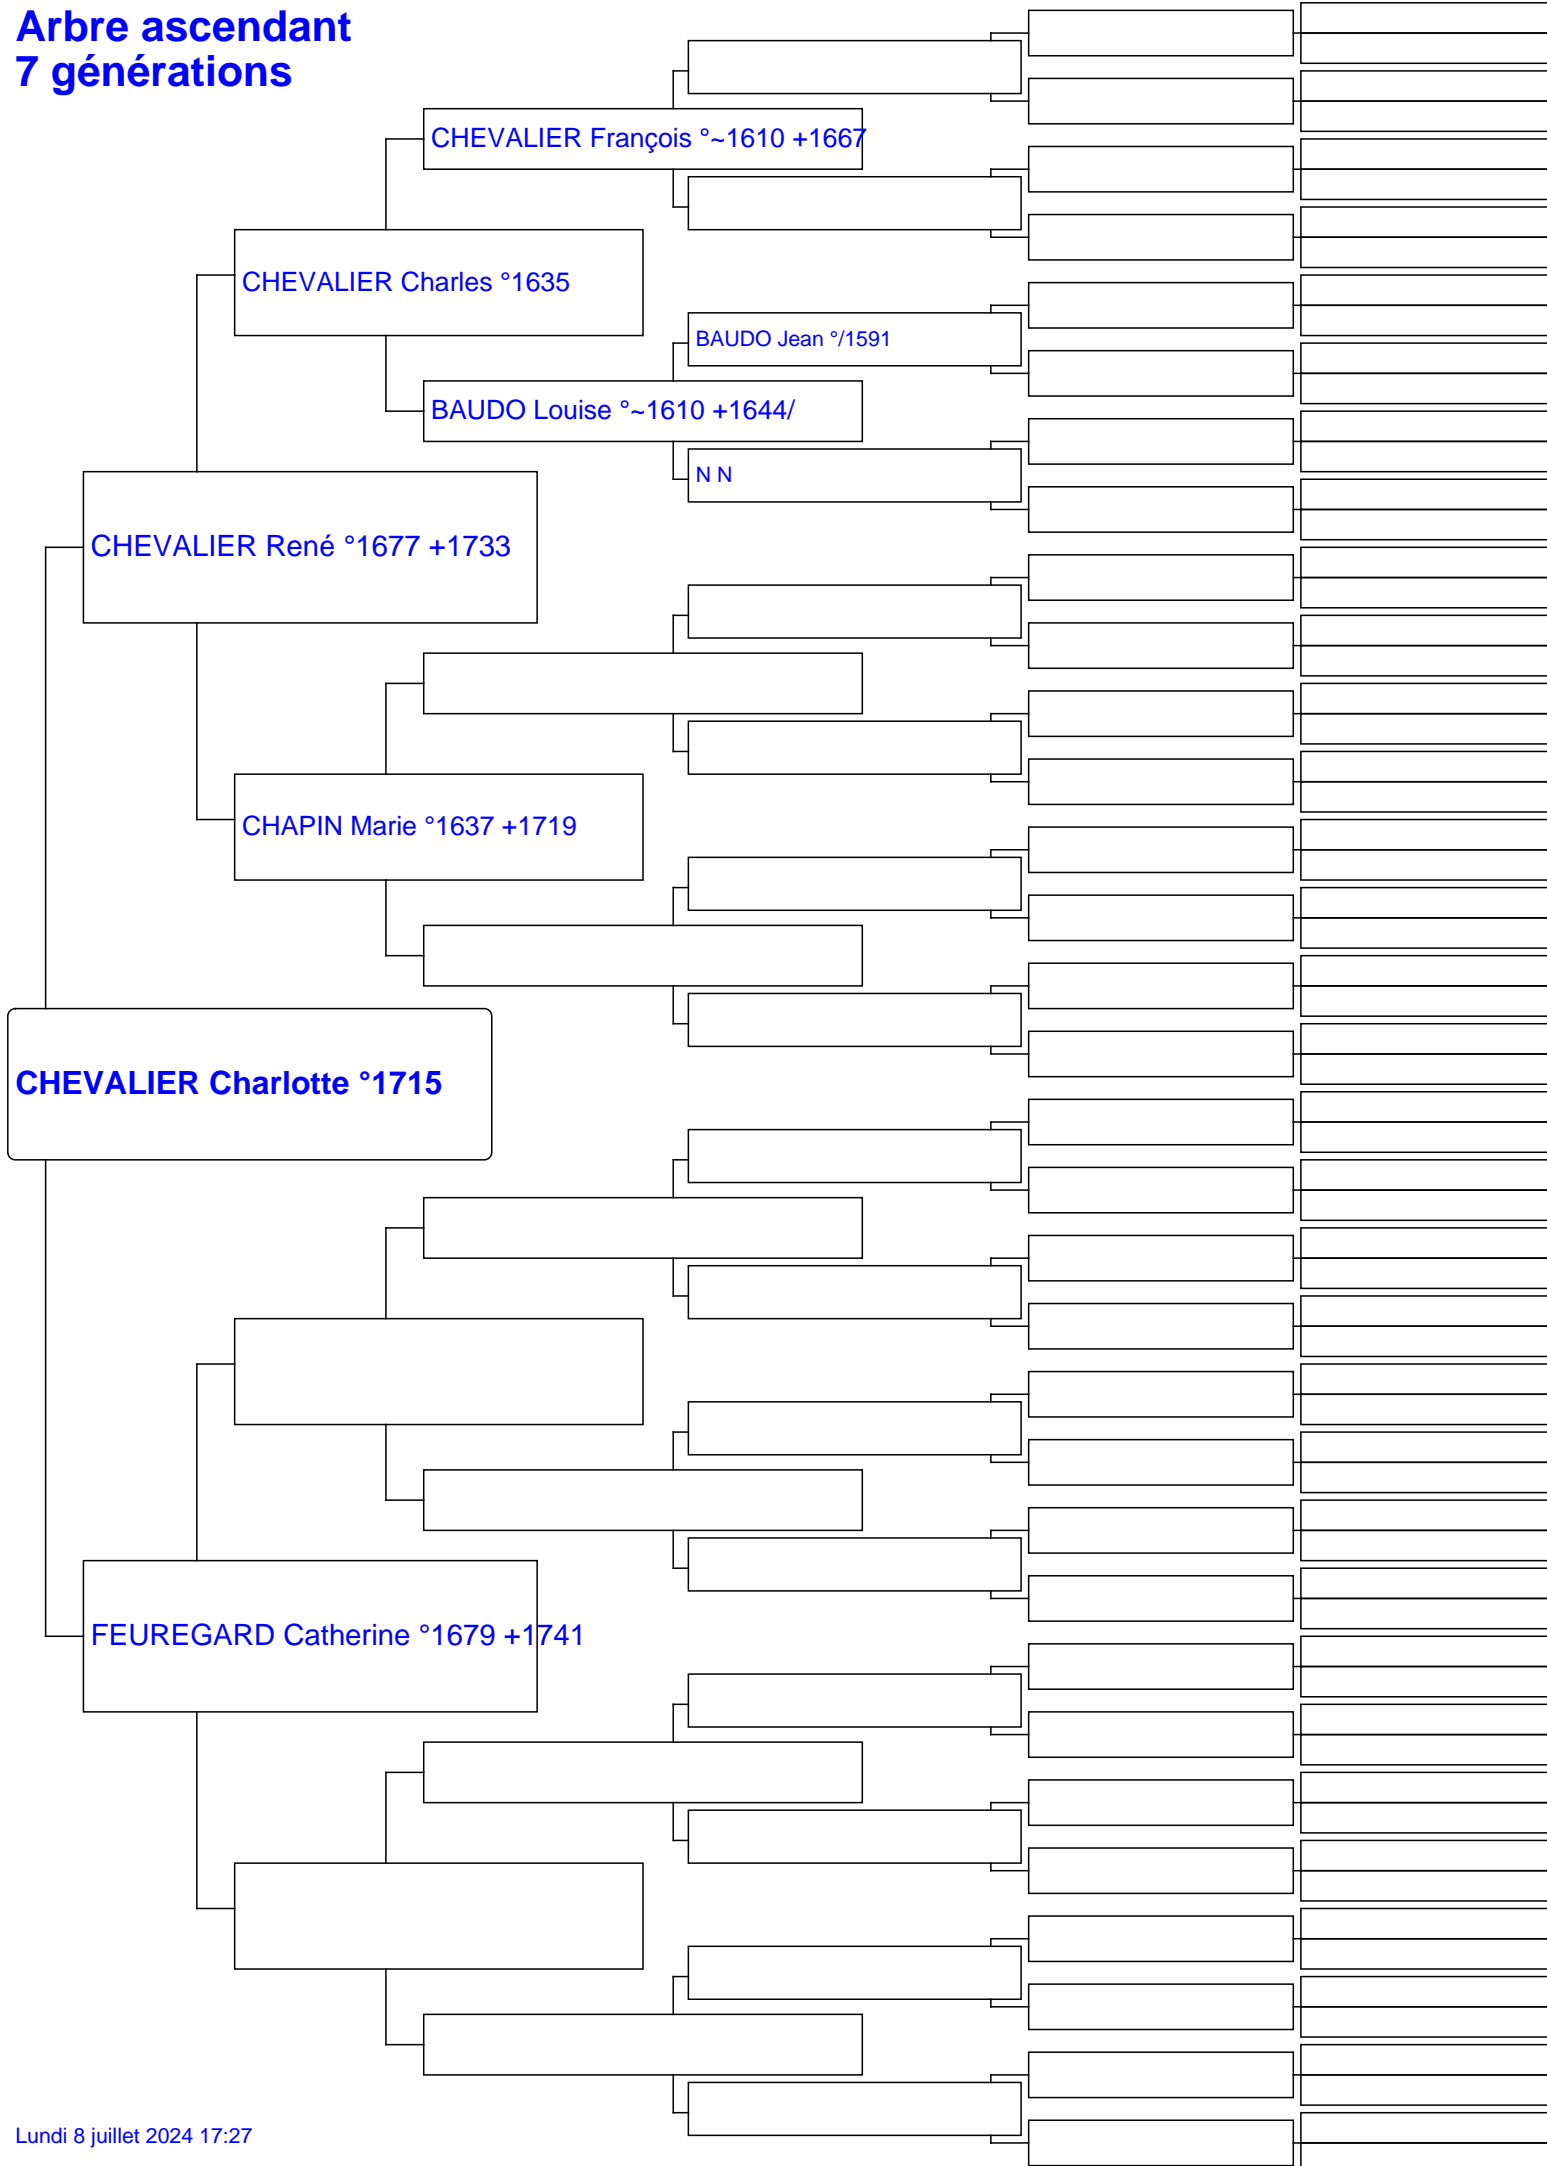 Arbre ascendant
7 générations
CHEVALIER François °~1610 +1667
CHEVALIER Charles °1635
BAUDO Jean °/1591
BAUDO Louise °~1610 +1644/
N N
CHEVALIER René °1677 +1733
CHAPIN Marie °1637 +1719
CHEVALIER Charlotte °1715
FEUREGARD Catherine °1679 +1741
Lundi 8 juillet 2024 17:27